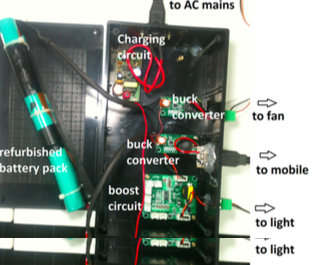 to AC mains
Charging
circuit
buck
converter
to fan
refurbished
battery pack
buck
converter
to mobile
boost
circuit
to light
to light